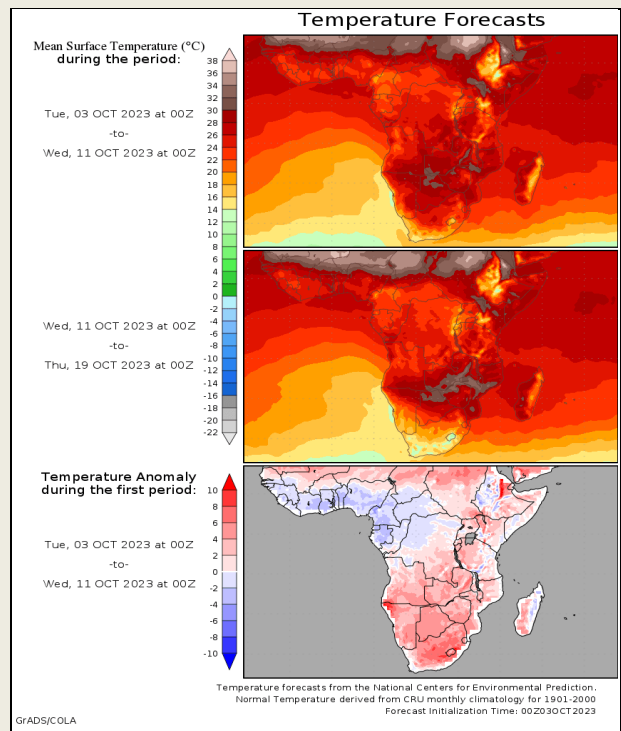 Temperature Forecasts
Mean Surface Temperature (°C)
during the period:
38
36
34
32
30
28
26
24
22
20
18
16
14
12
10
8
6
4
2
0
-2
-4
-6
-8
-10
-12
-14
-16
-18
-20
-22
Tue, 03 OCT 2023 at 00Z
-to-
Wed, 11 OCT 2023 at 00Z
Wed, 11 OCT 2023 at 00Z
-to-
Thu, 19 OCT 2023 at 00Z
Temperature Anomaly
during the first period:
10
8
6
4
2
0
-2
-4
-6
-8
-10
Tue, 03 OCT 2023 at 00Z
-to-
Wed, 11 OCT 2023 at 00Z
Temperature forecasts from the National Centers for Environmental Prediction.
Normal Temperature derived from CRU monthly climatology for 1901-2000
Forecast Initialization Time: 00Z03OCT2023
GrADS/COLA